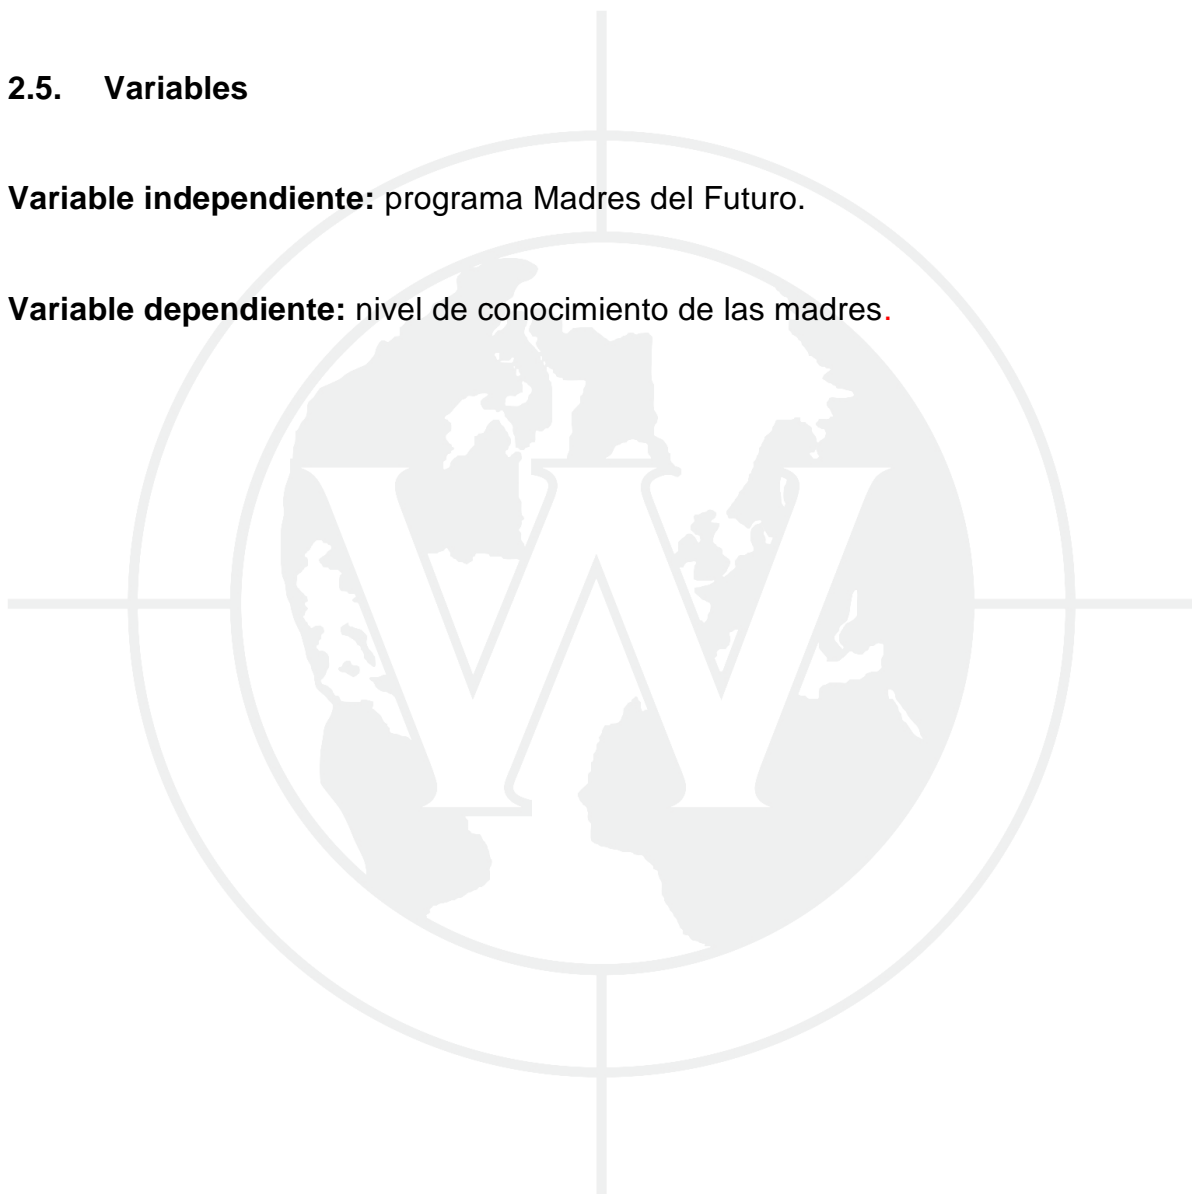 2.5. Variables
Variable independiente: programa Madres del Futuro.
Variable dependiente: nivel de conocimiento de las madres.
W